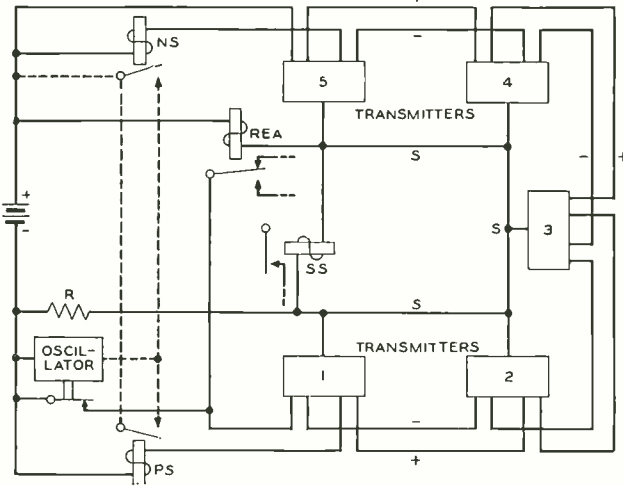 +
NS
-
5
4
TRANSMITTERS
REA
S
- +
+
-
S
3
SS
R
S
OSCIL-
LATOR
TRANSMITTERS
1
2
-
+
PS